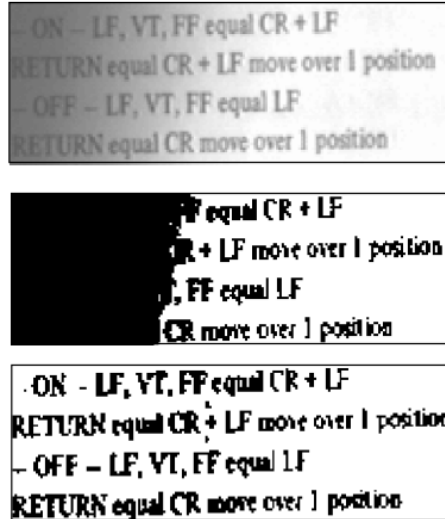 – ON – LF, VT, FF equal CR + LF
RETURN equal CR + LF move over 1 position
– OFF – LF, VT, FF equal LF
RETURN equal CR move over 1 position
F equal CR + LF
R + LF move over 1 position
T, FF equal LF
CR move over 1 position
- ON - LF, VT, FF equal CR + LF
RETURN equal CR + LF move over 1 position
– OFF – LF, VT, FF equal LF
RETURN equal CR move over 1 position